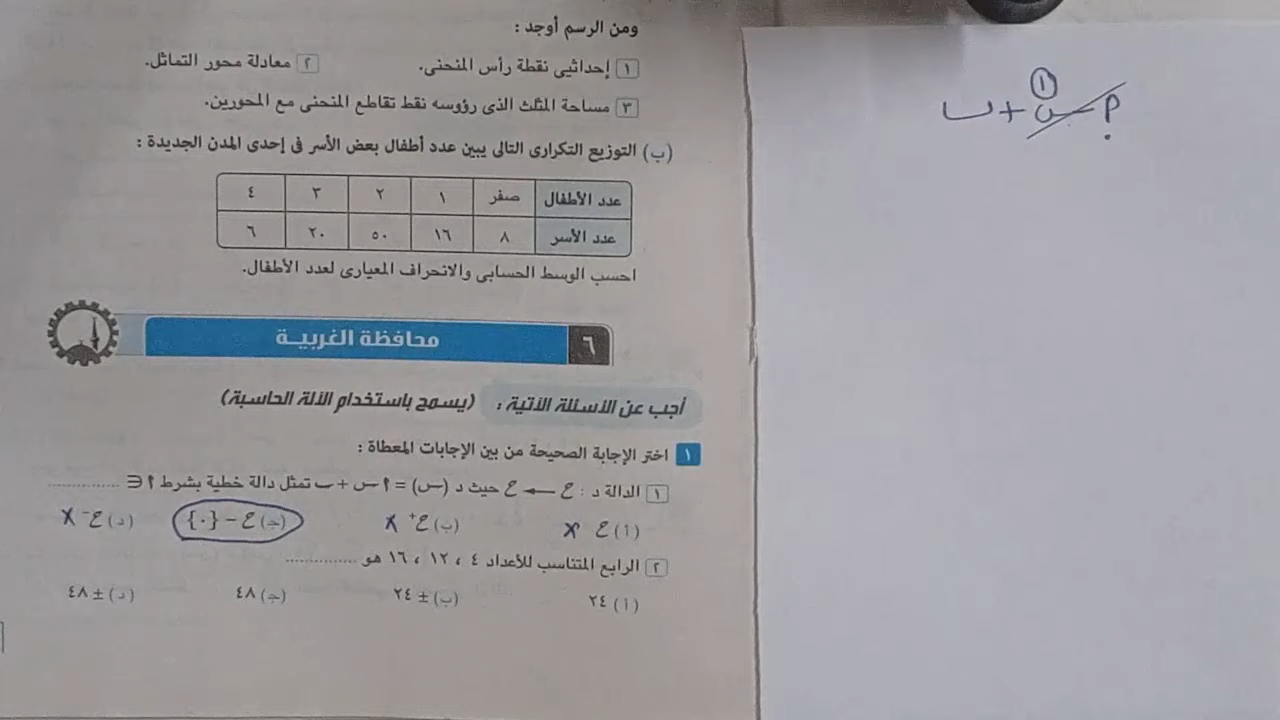 ومن الرسم أوجد :
١ إحداثيى نقطة رأس المنحنى. ٢ معادلة محور التماثل.
٣ مساحة المثلث الذى رؤوسه نقط تقاطع المنحنى مع المحورين.
(ب) التوزيع التكرارى التالى يبين عدد أطفال بعض الأسر فى إحدى المدن الجديدة :
عدد الأطفال صفر ١ ٢ ٣ ٤
عدد الأسر ٨ ١٦ ٥٠ ٢٠ ٦
احسب الوسط الحسابى والانحراف المعيارى لعدد الأطفال.
٦ محافظة الغربية
أجب عن الأسئلة الآتية : (يسمح باستخدام الآلة الحاسبة)
١ اختر الإجابة الصحيحة من بين الإجابات المعطاة :
١ الدالة د : ع ← ع حيث د (س) = ا س + ب تمثل دالة خطية بشرط ا ∈ ..............
(أ) ع x (ب) ع+ x (جـ) ع – {٠} (د) ع- x
٢ الرابع المتناسب للأعداد ٤ ، ١٢ ، ١٦ هو ..............
(أ) ٢٤ (ب) ± ٢٤ (جـ) ٤٨ (د) ± ٤٨
ا س ١ + ب